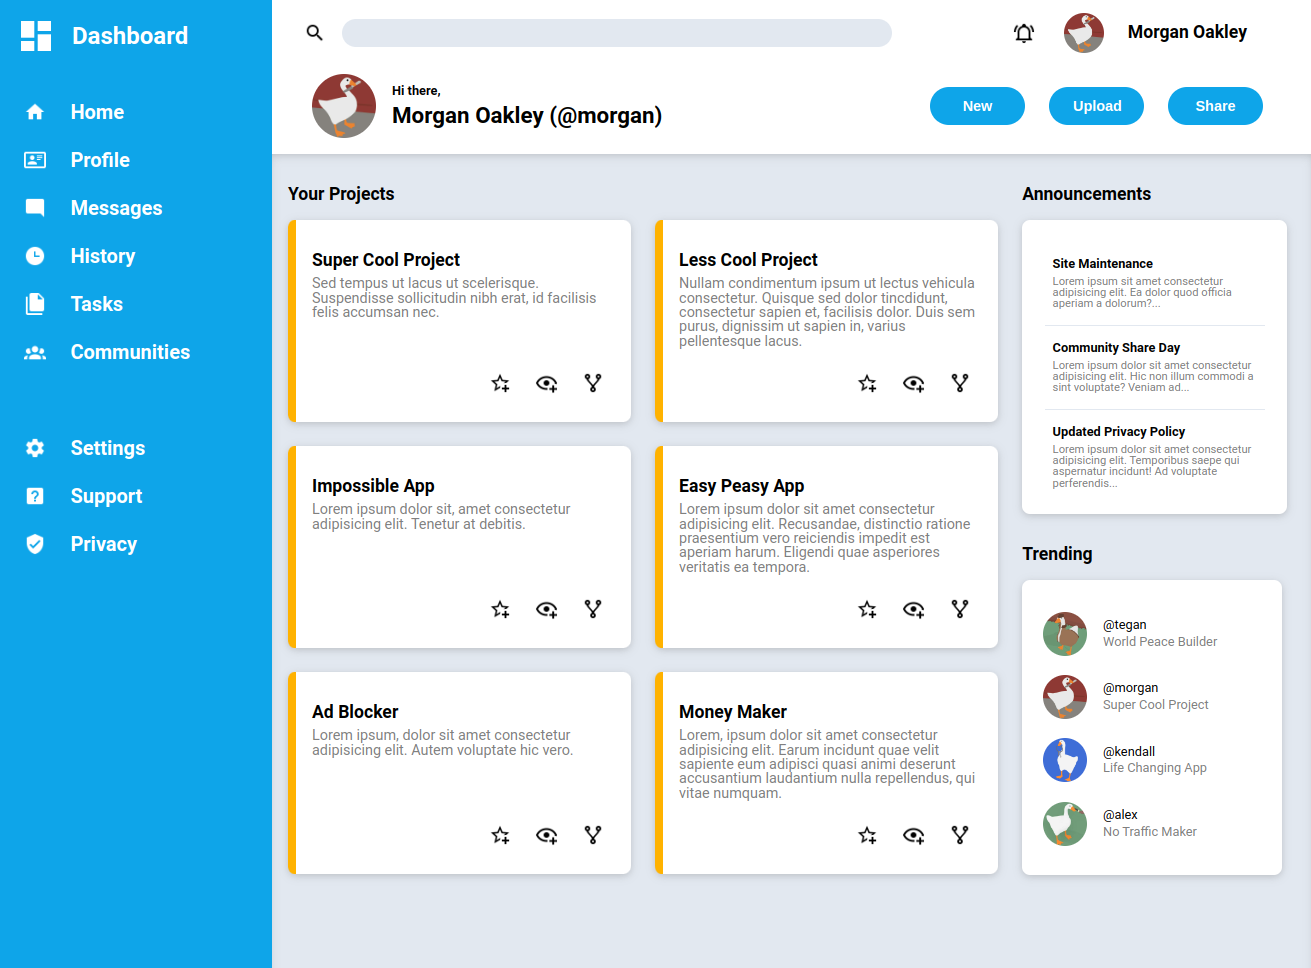 Dashboard
Home
Profile
Messages
History
Tasks
Communities
Settings
Support
Privacy
Morgan Oakley
Hi there,
Morgan Oakley (@morgan)
New
Upload
Share
Your Projects
Super Cool Project
Sed tempus ut lacus ut scelerisque.
Suspendisse sollicitudin nibh erat, id facilisis
felis accumsan nec.
Less Cool Project
Nullam condimentum ipsum ut lectus vehicula
consectetur. Quisque sed dolor tincdidunt,
consectetur sapien et, facilisis dolor. Duis sem
purus, dignissim ut sapien in, varius
pellentesque lacus.
Impossible App
Lorem ipsum dolor sit, amet consectetur
adipisicing elit. Tenetur at debitis.
Easy Peasy App
Lorem ipsum dolor sit amet consectetur
adipisicing elit. Recusandae, distinctio ratione
praesentium vero reiciendis impedit est
aperiam harum. Eligendi quae asperiores
veritatis ea tempora.
Ad Blocker
Lorem ipsum, dolor sit amet consectetur
adipisicing elit. Autem voluptate hic vero.
Money Maker
Lorem, ipsum dolor sit amet consectetur
adipisicing elit. Earum incidunt quae velit
sapiente eum adipisci quasi animi deserunt
accusantium laudantium nulla repellendus, qui
vitae numquam.
Announcements
Site Maintenance
Lorem ipsum sit amet consectetur
adipisicing elit. Ea dolor quod officia
aperiam a dolorum?...
Community Share Day
Lorem ipsum dolor sit amet consectetur
adipisicing elit. Hic non illum commodi a
sint voluptate? Veniam ad...
Updated Privacy Policy
Lorem ipsum dolor sit amet consectetur
adipisicing elit. Temporibus saepe qui
aspernatur incidunt! Ad voluptate
perferendis...
Trending
@tegan
World Peace Builder
@morgan
Super Cool Project
@kendall
Life Changing App
@alex
No Traffic Maker